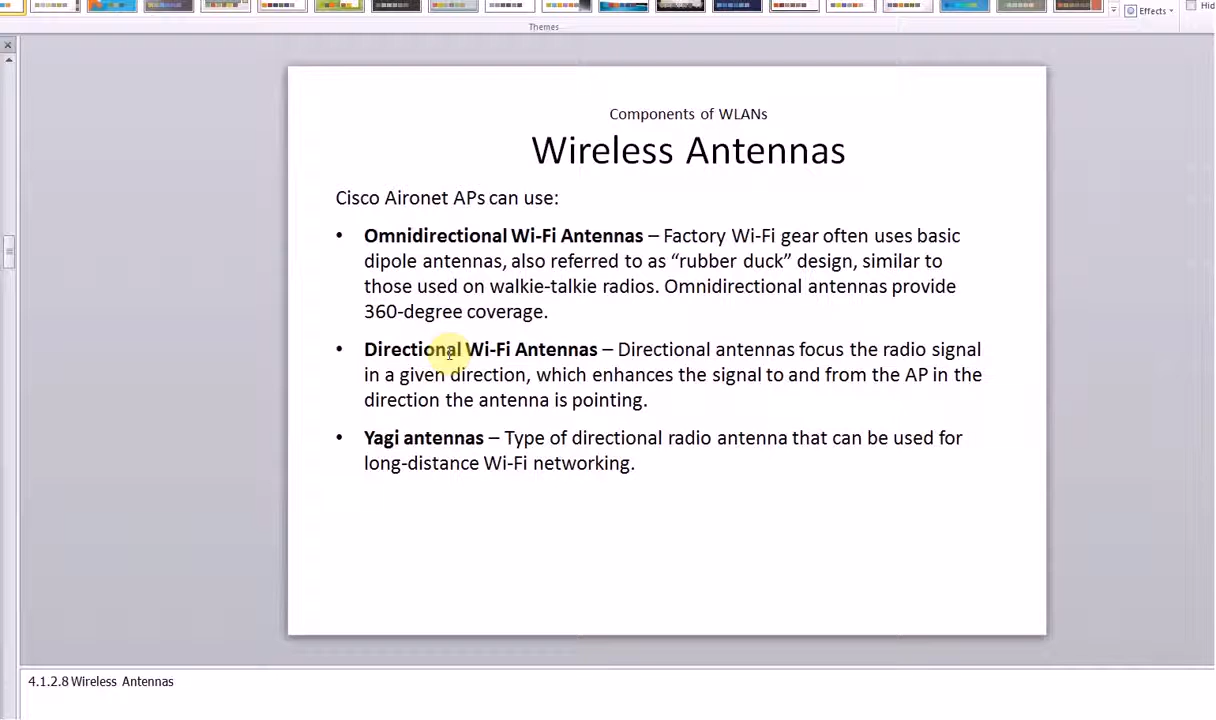 Effects
Hid
Themes
Components of WLANs
Wireless Antennas
Cisco Aironet APs can use:
• Omnidirectional Wi-Fi Antennas – Factory Wi-Fi gear often uses basic
dipole antennas, also referred to as “rubber duck” design, similar to
those used on walkie-talkie radios. Omnidirectional antennas provide
360-degree coverage.
• Directional Wi-Fi Antennas – Directional antennas focus the radio signal
in a given direction, which enhances the signal to and from the AP in the
direction the antenna is pointing.
• Yagi antennas – Type of directional radio antenna that can be used for
long-distance Wi-Fi networking.
4.1.2.8 Wireless Antennas